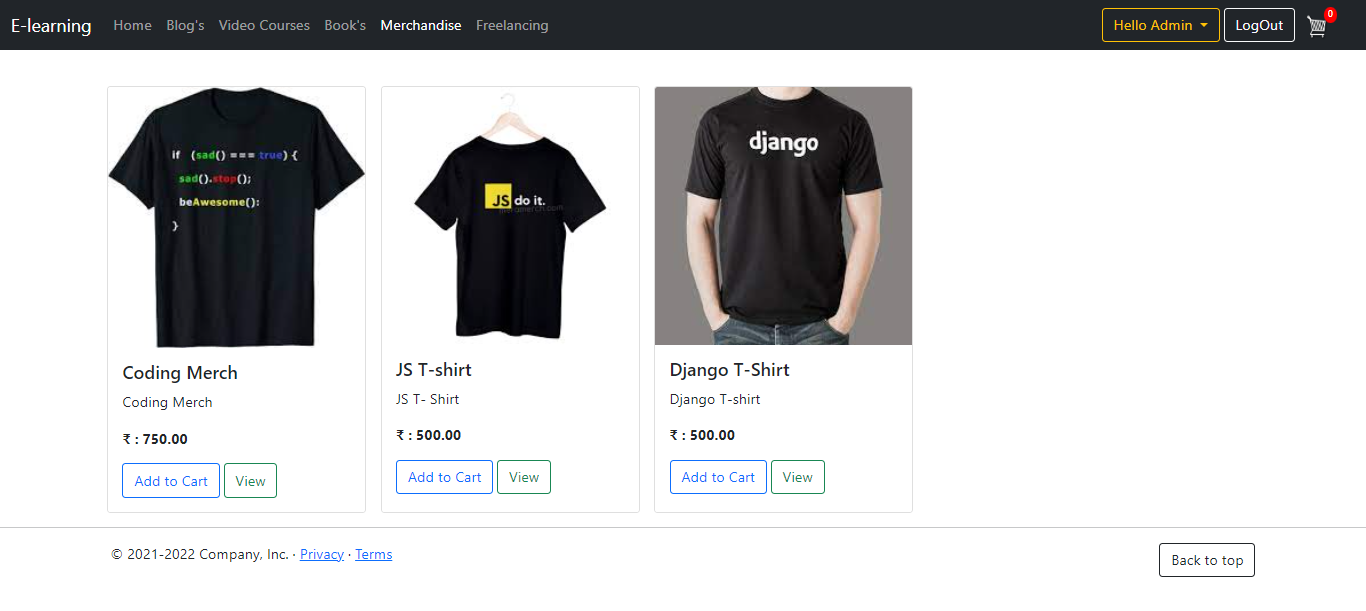 E-learning Home Blog's Video Courses Book's Merchandise Freelancing Hello Admin LogOut 0
if (sad() === true) {
sad().stop();
beAwesome():
}
JS do it.
django
Coding Merch
Coding Merch
₹ : 750.00
Add to Cart View
JS T-shirt
JS T- Shirt
₹ : 500.00
Add to Cart View
Django T-Shirt
Django T-shirt
₹ : 500.00
Add to Cart View
© 2021-2022 Company, Inc. · Privacy · Terms
Back to top